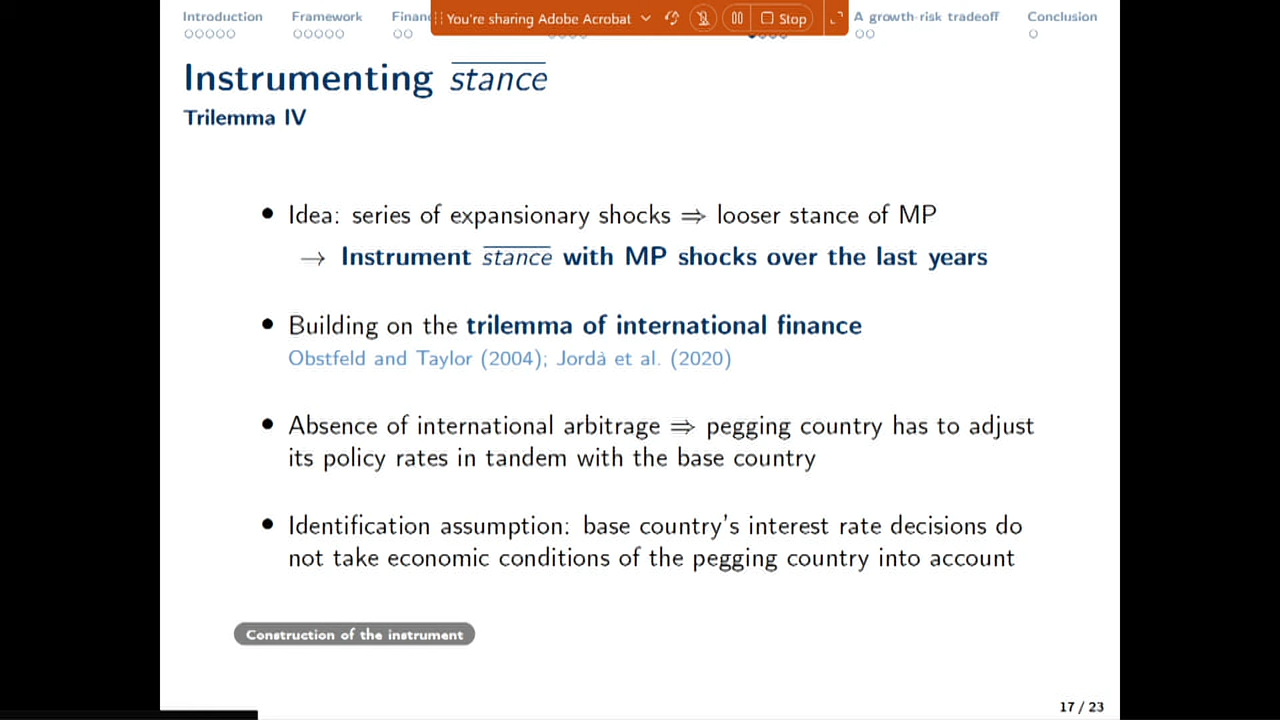 Introduction Framework Finan You're sharing Adobe Acrobat Stop A growth-risk tradeoff Conclusion
Instrumenting stance
Trilemma IV
• Idea: series of expansionary shocks ⇒ looser stance of MP
→ Instrument stance with MP shocks over the last years
• Building on the trilemma of international finance
Obstfeld and Taylor (2004); Jordà et al. (2020)
• Absence of international arbitrage ⇒ pegging country has to adjust
its policy rates in tandem with the base country
• Identification assumption: base country's interest rate decisions do
not take economic conditions of the pegging country into account
Construction of the instrument
17 / 23